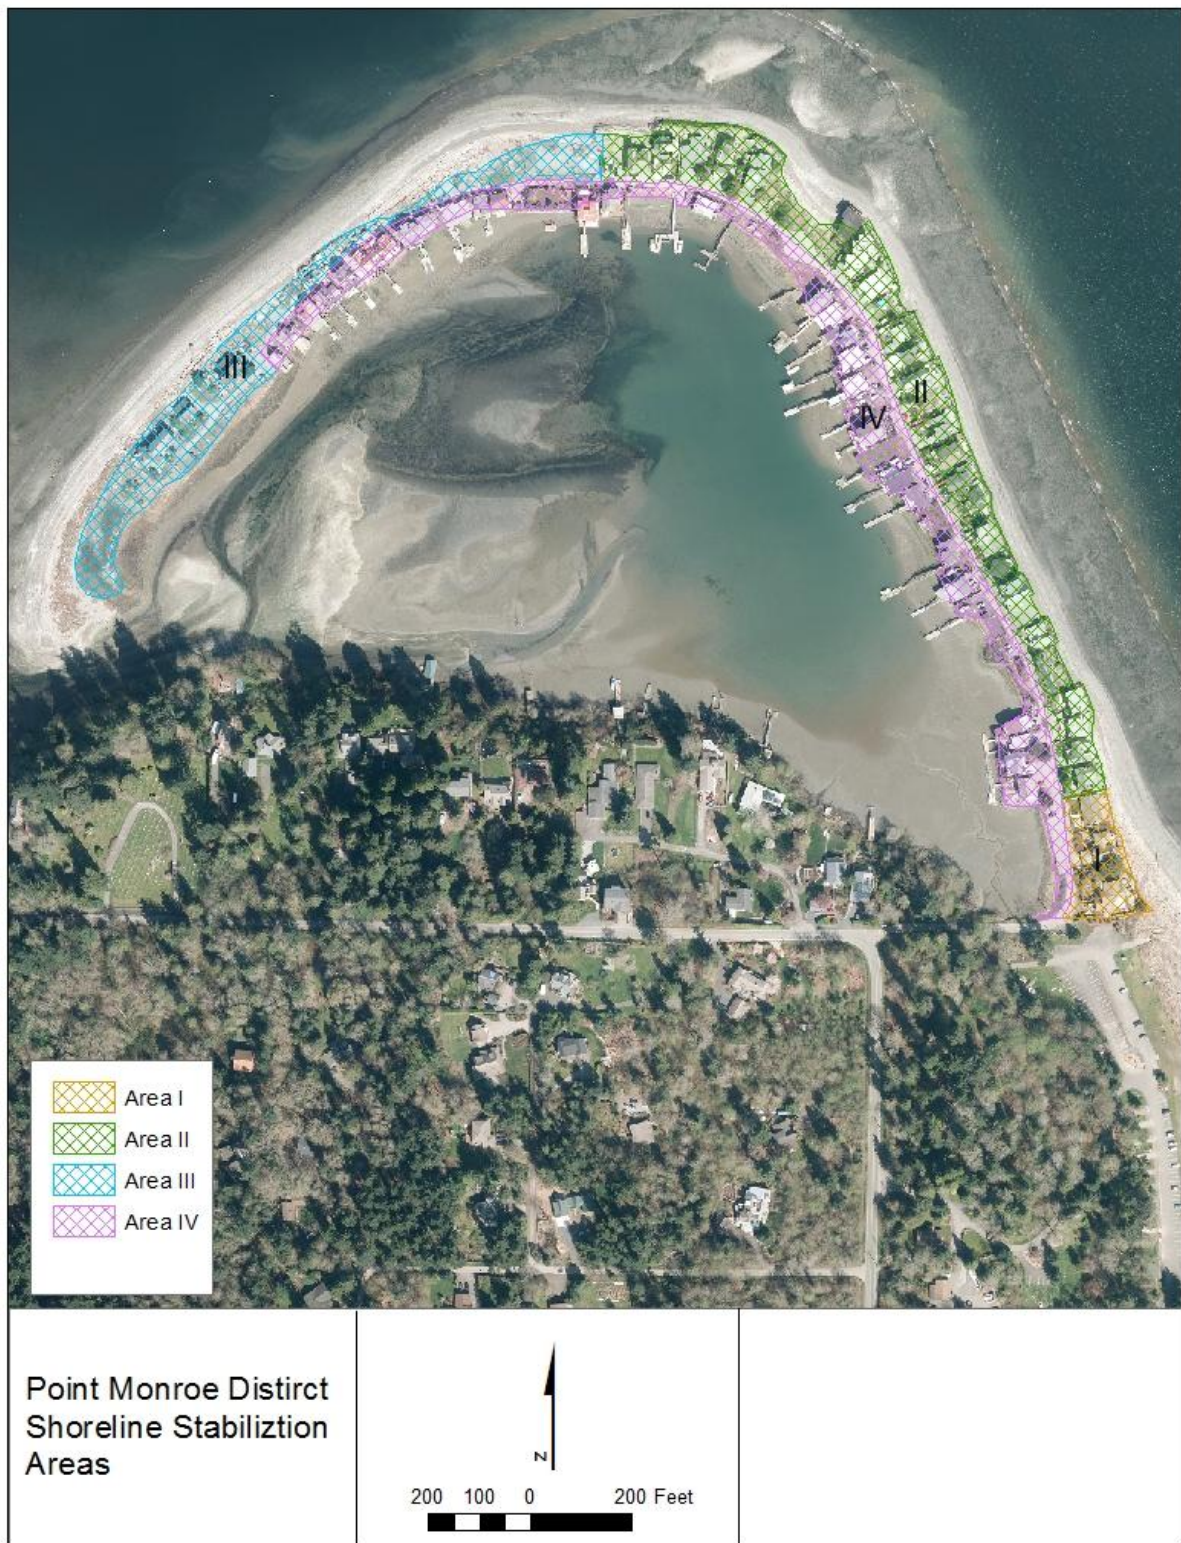 III
II
IV
I
Area I
Area II
Area III
Area IV
Point Monroe Distirct
Shoreline Stabiliztion
Areas
N
200 100 0 200 Feet